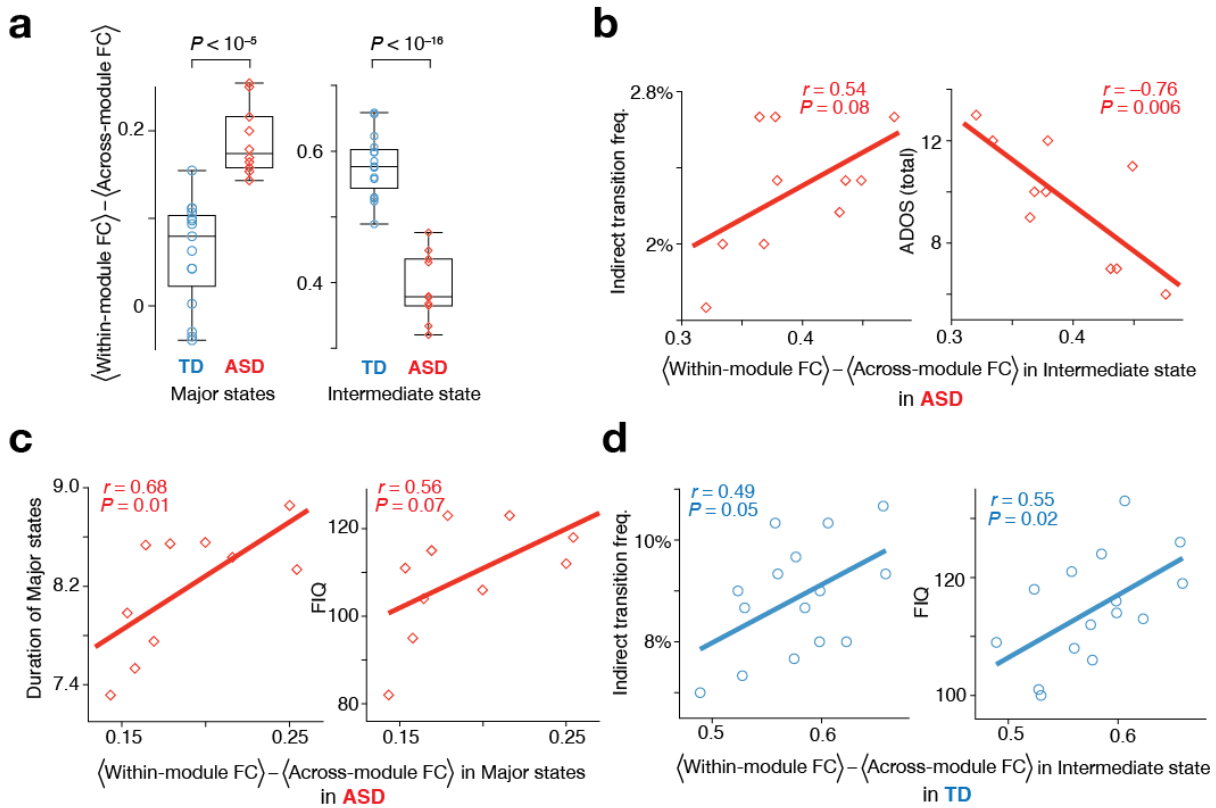 a
P < 10⁻⁵
P < 10⁻¹⁶
⟨Within-module FC⟩ – ⟨Across-module FC⟩
0.2
0
0.6
0.4
TD ASD
Major states
TD ASD
Intermediate state
b
r = 0.54
P = 0.08
Indirect transition freq.
2.8%
2%
0.3
0.4
r = –0.76
P = 0.006
ADOS (total)
12
8
0.3
0.4
⟨Within-module FC⟩ – ⟨Across-module FC⟩ in Intermediate state
in ASD
c
r = 0.68
P = 0.01
Duration of Major states
9.0
8.2
7.4
0.15
0.25
r = 0.56
P = 0.07
FIQ
120
100
80
0.15
0.25
⟨Within-module FC⟩ – ⟨Across-module FC⟩ in Major states
in ASD
d
r = 0.49
P = 0.05
Indirect transition freq.
10%
8%
0.5
0.6
r = 0.55
P = 0.02
FIQ
120
100
0.5
0.6
⟨Within-module FC⟩ – ⟨Across-module FC⟩ in Intermediate state
in TD